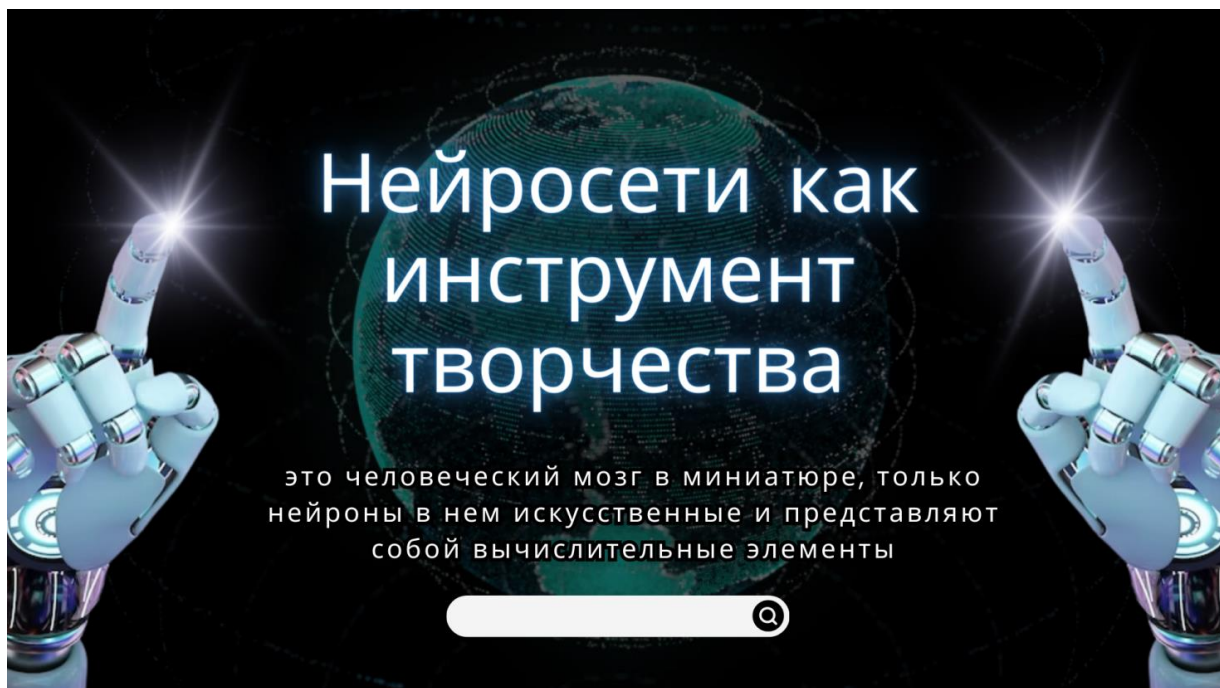 Нейросети как
инструмент
творчества
это человеческий мозг в миниатюре, только
нейроны в нем искусственные и представляют
собой вычислительные элементы